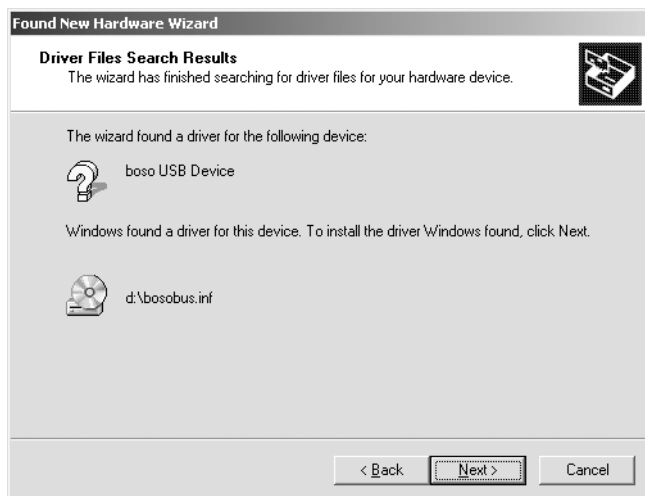 Found New Hardware Wizard
Driver Files Search Results
The wizard has finished searching for driver files for your hardware device.
The wizard found a driver for the following device:
boso USB Device
Windows found a driver for this device. To install the driver Windows found, click Next.
d:\bosobus.inf
< Back Next > Cancel